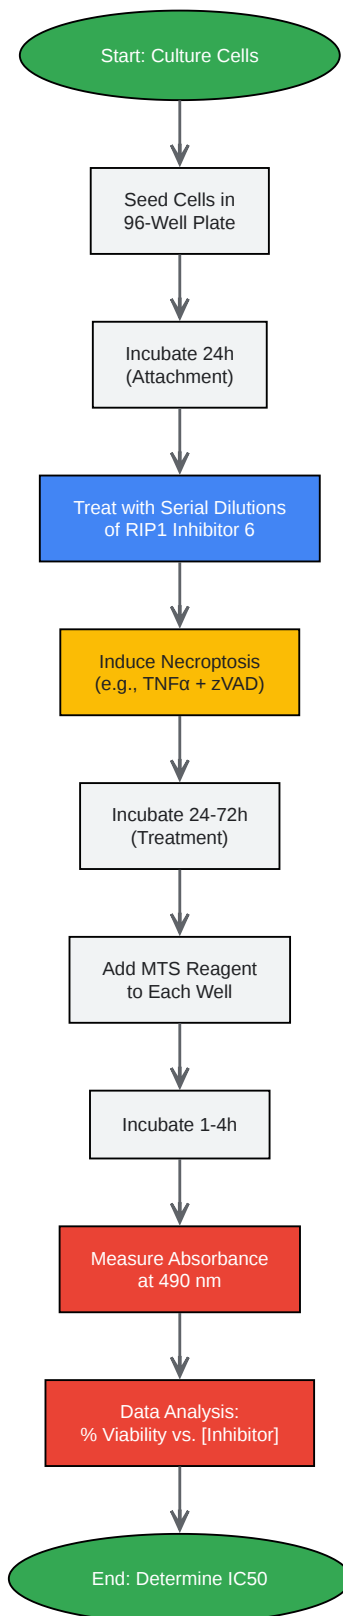 Start: Culture Cells
Seed Cells in
96-Well Plate
Incubate 24h
(Attachment)
Treat with Serial Dilutions
of RIP1 Inhibitor 6
Induce Necroptosis
(e.g., TNFα + zVAD)
Incubate 24-72h
(Treatment)
Add MTS Reagent
to Each Well
Incubate 1-4h
Measure Absorbance
at 490 nm
Data Analysis:
% Viability vs. [Inhibitor]
End: Determine IC50